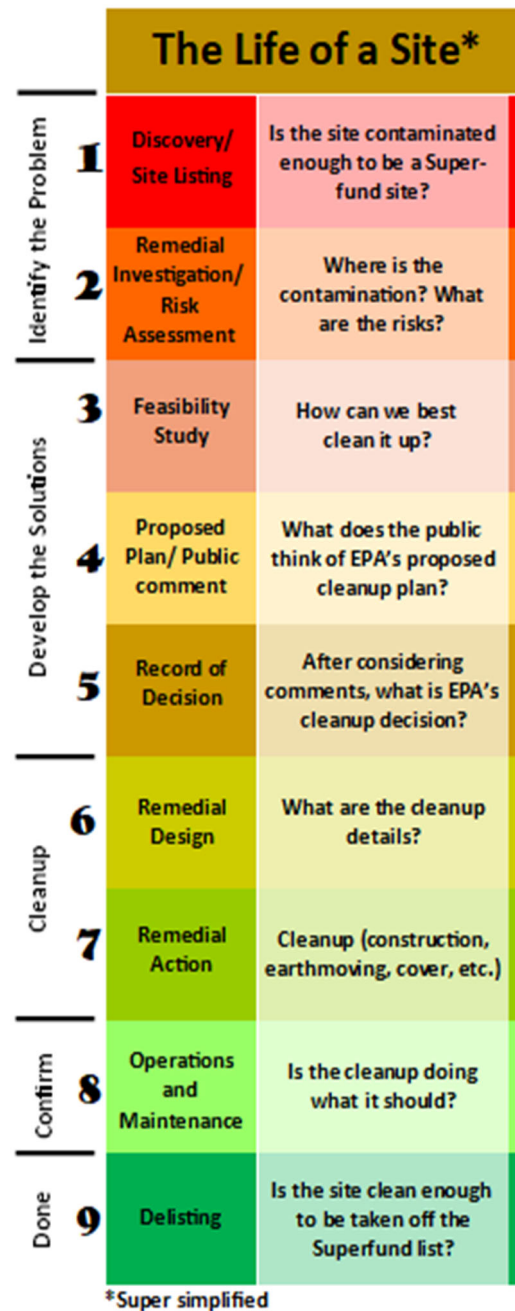 The Life of a Site*
Identify the Problem
1
Discovery/
Site Listing
Is the site contaminated
enough to be a Super-
fund site?
2
Remedial
Investigation/
Risk
Assessment
Where is the
contamination? What
are the risks?
Develop the Solutions
3
Feasibility
Study
How can we best
clean it up?
4
Proposed
Plan/ Public
comment
What does the public
think of EPA's proposed
cleanup plan?
5
Record of
Decision
After considering
comments, what is EPA's
cleanup decision?
Cleanup
6
Remedial
Design
What are the cleanup
details?
7
Remedial
Action
Cleanup (construction,
earthmoving, cover, etc.)
Confirm
8
Operations
and
Maintenance
Is the cleanup doing
what it should?
Done
9
Delisting
Is the site clean enough
to be taken off the
Superfund list?
*Super simplified